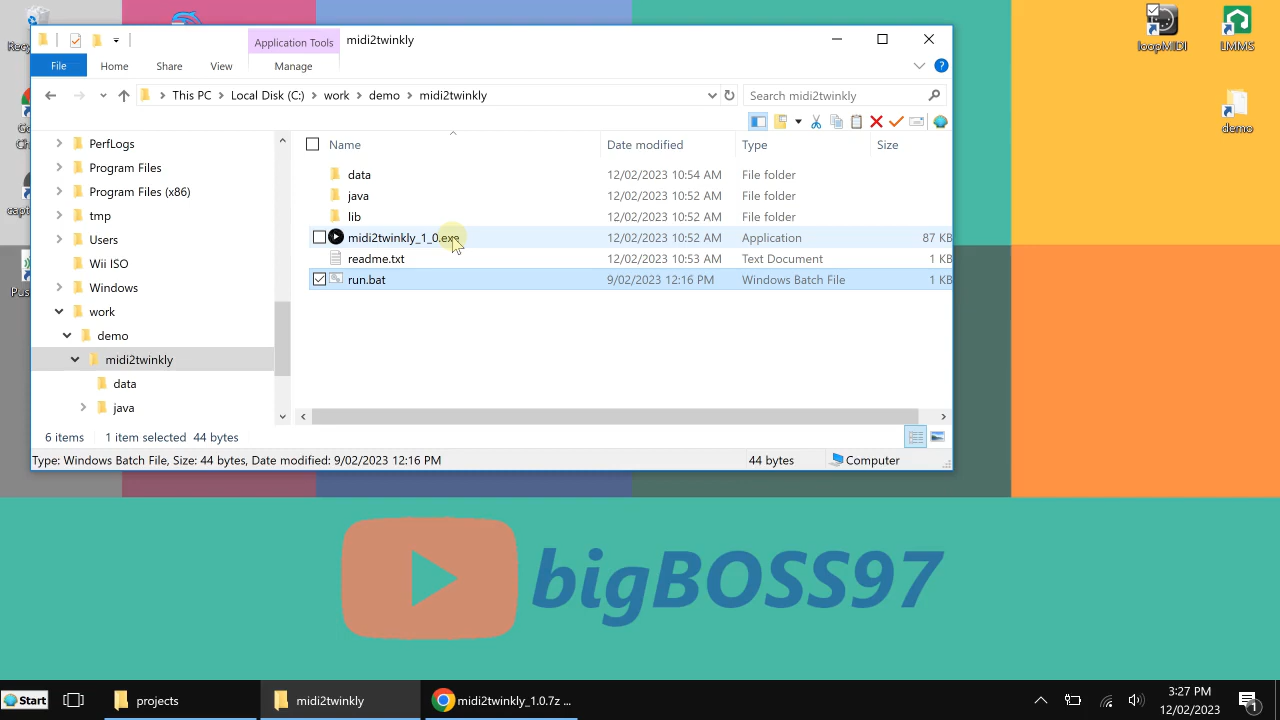 midi2twinkly
Application Tools
File
Home
Share
View
Manage
This PC
Local Disk (C:)
work
demo
midi2twinkly
Search midi2twinkly
PerfLogs
Program Files
Program Files (x86)
tmp
Users
Wii ISO
Windows
work
demo
midi2twinkly
data
java
Name
Date modified
Type
Size
data 12/02/2023 10:54 AM File folder
java 12/02/2023 10:52 AM File folder
lib 12/02/2023 10:52 AM File folder
midi2twinkly_1_0.exe 12/02/2023 10:52 AM Application 87 KB
readme.txt 12/02/2023 10:53 AM Text Document 1 KB
run.bat 9/02/2023 12:16 PM Windows Batch File 1 KB
6 items 1 item selected 44 bytes
Type: Windows Batch File, Size: 44 bytes, Date modified: 9/02/2023 12:16 PM
44 bytes
Computer
loopMIDI
LMMS
demo
bigBOSS97
Start
projects
midi2twinkly
midi2twinkly_1.0.7z ...
3:27 PM
12/02/2023
1